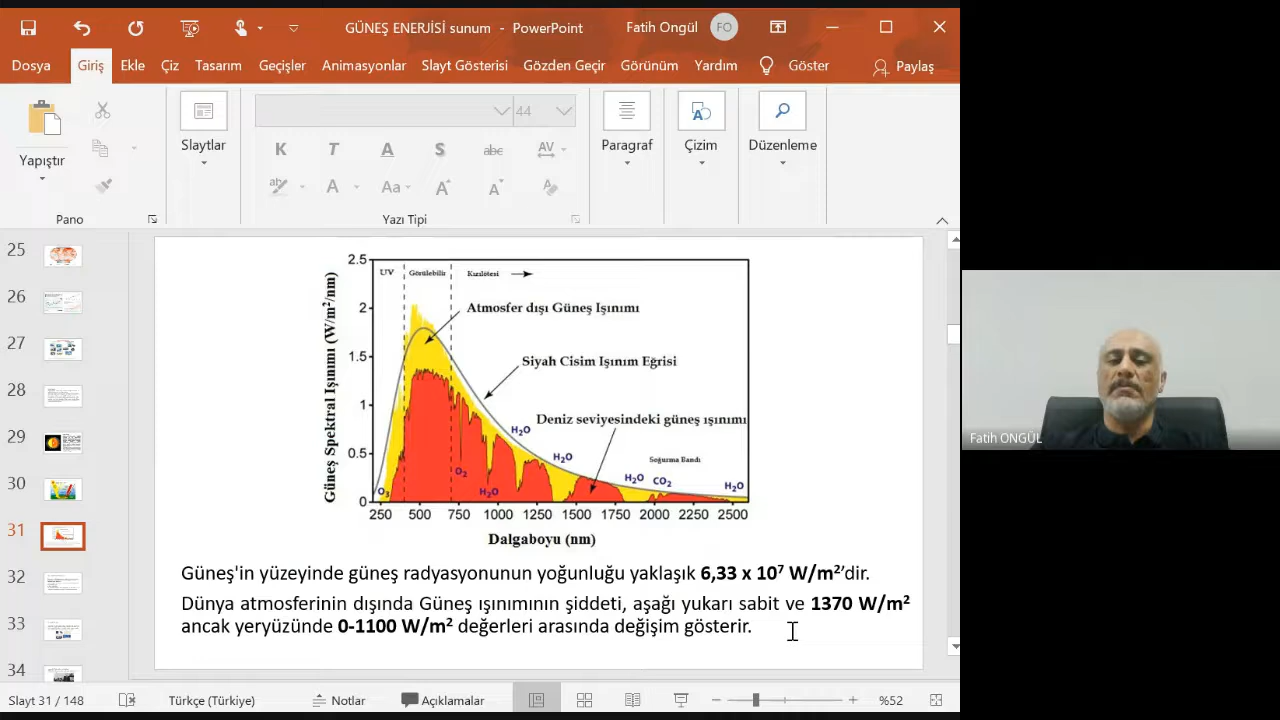 GÜNEŞ ENERJİSİ sunum - PowerPoint
Fatih Ongül
FO
Dosya Giriş Ekle Çiz Tasarım Geçişler Animasyonlar Slayt Gösterisi Gözden Geçir Görünüm Yardım Göster Paylaş
Yapıştır
Pano
Slaytlar
44
K T A S abc AV
ab A Aa A A A
Yazı Tipi
Paragraf
Çizim
Düzenleme
25
26
27
28
29
30
31
32
33
34
Güneş Spektral Işınımı (W/m²/nm)
2.5
2
1.5
1
0.5
0
UV Görülebilir Kızılötesi
Atmosfer dışı Güneş Işınımı
Siyah Cisim Işınım Eğrisi
Deniz seviyesindeki güneş ışınımı
H₂O
H₂O
Soğurma Bandı
O₃ O₂ H₂O H₂O CO₂ H₂O
250 500 750 1000 1250 1500 1750 2000 2250 2500
Dalgaboyu (nm)
Güneş'in yüzeyinde güneş radyasyonunun yoğunluğu yaklaşık 6,33 x 10⁷ W/m²’dir.
Dünya atmosferinin dışında Güneş ışınımının şiddeti, aşağı yukarı sabit ve 1370 W/m²
ancak yeryüzünde 0-1100 W/m² değerleri arasında değişim gösterir.
Slayt 31 / 148
Türkçe (Türkiye)
Notlar
Açıklamalar
%52
Fatih ONGÜL